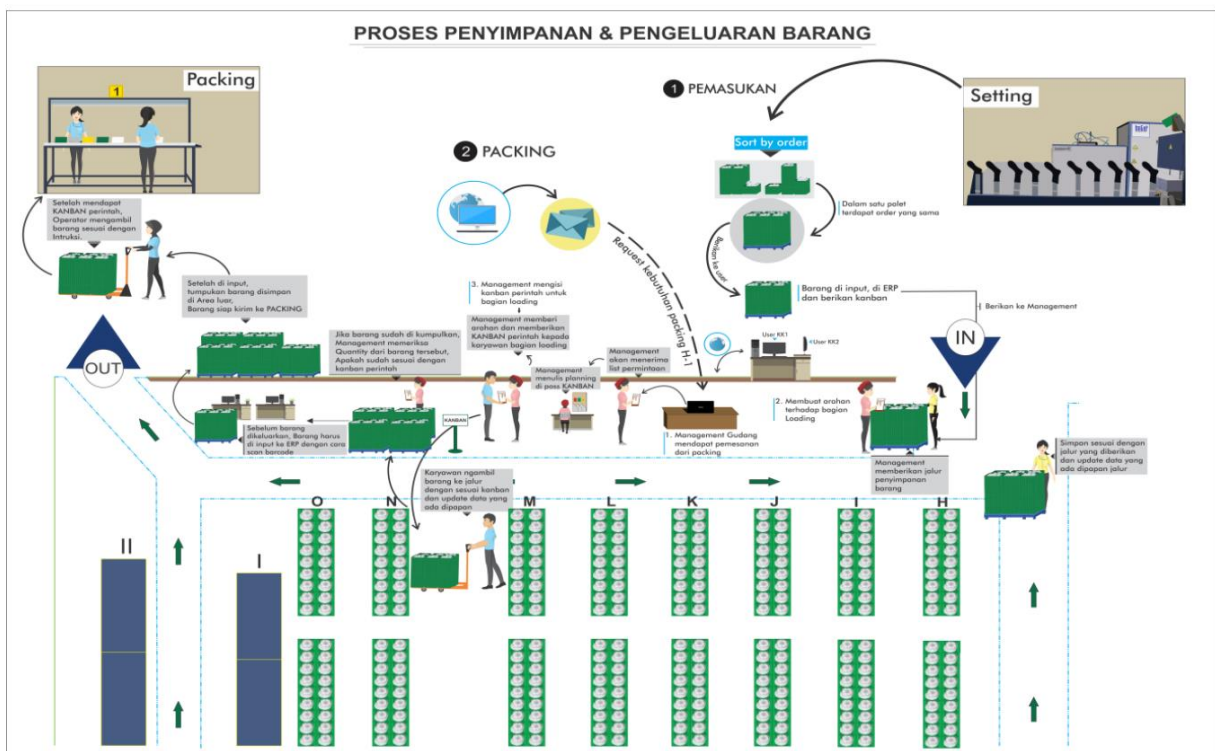 PROSES PENYIMPANAN & PENGELUARAN BARANG
Packing
1
1 PEMASUKAN
Setting
Sort by order
2 PACKING
Dalam satu palet
terdapat order yang sama
Berikan ke user
Request kebutuhan packing H-1
Setelah mendapat
KANBAN perintah,
Operator mengambil
barang sesuai dengan
Intruksi.
Setelah di input,
tumpukan barang disimpan
di Area luar,
Barang siap kirim ke PACKING
3. Management mengisi
kanban perintah untuk
bagian loading
Barang di input, di ERP
dan berikan kanban
Berikan ke Management
Jika barang sudah di kumpulkan,
Management memeriksa
Quantity dari barang tersebut,
Apakah sudah sesuai dengan
kanban perintah
Management memberi
arahan dan memberikan
KANBAN perintah kepada
karyawan bagian loading
User RK1
User RK2
IN
OUT
Management
akan menerima
list permintaan
Management
menulis planning
di pass KANBAN
KANBAN
2. Membuat arahan
terhadap bagian
Loading
1. Management Gudang
mendapat pemesanan
dari packing
Sebelum barang
dikeluarkan, Barang harus
di input ke ERP dengan cara
scan barcode
Management
memberikan jalur
penyimpanan
barang
Simpan sesuai dengan
jalur yang diberikan
dan update data yang
ada dipapan jalur
Karyawan ngambil
barang ke jalur
dengan sesuai kanban
dan update data yang
ada dipapan
O N M L K J I H
II
I